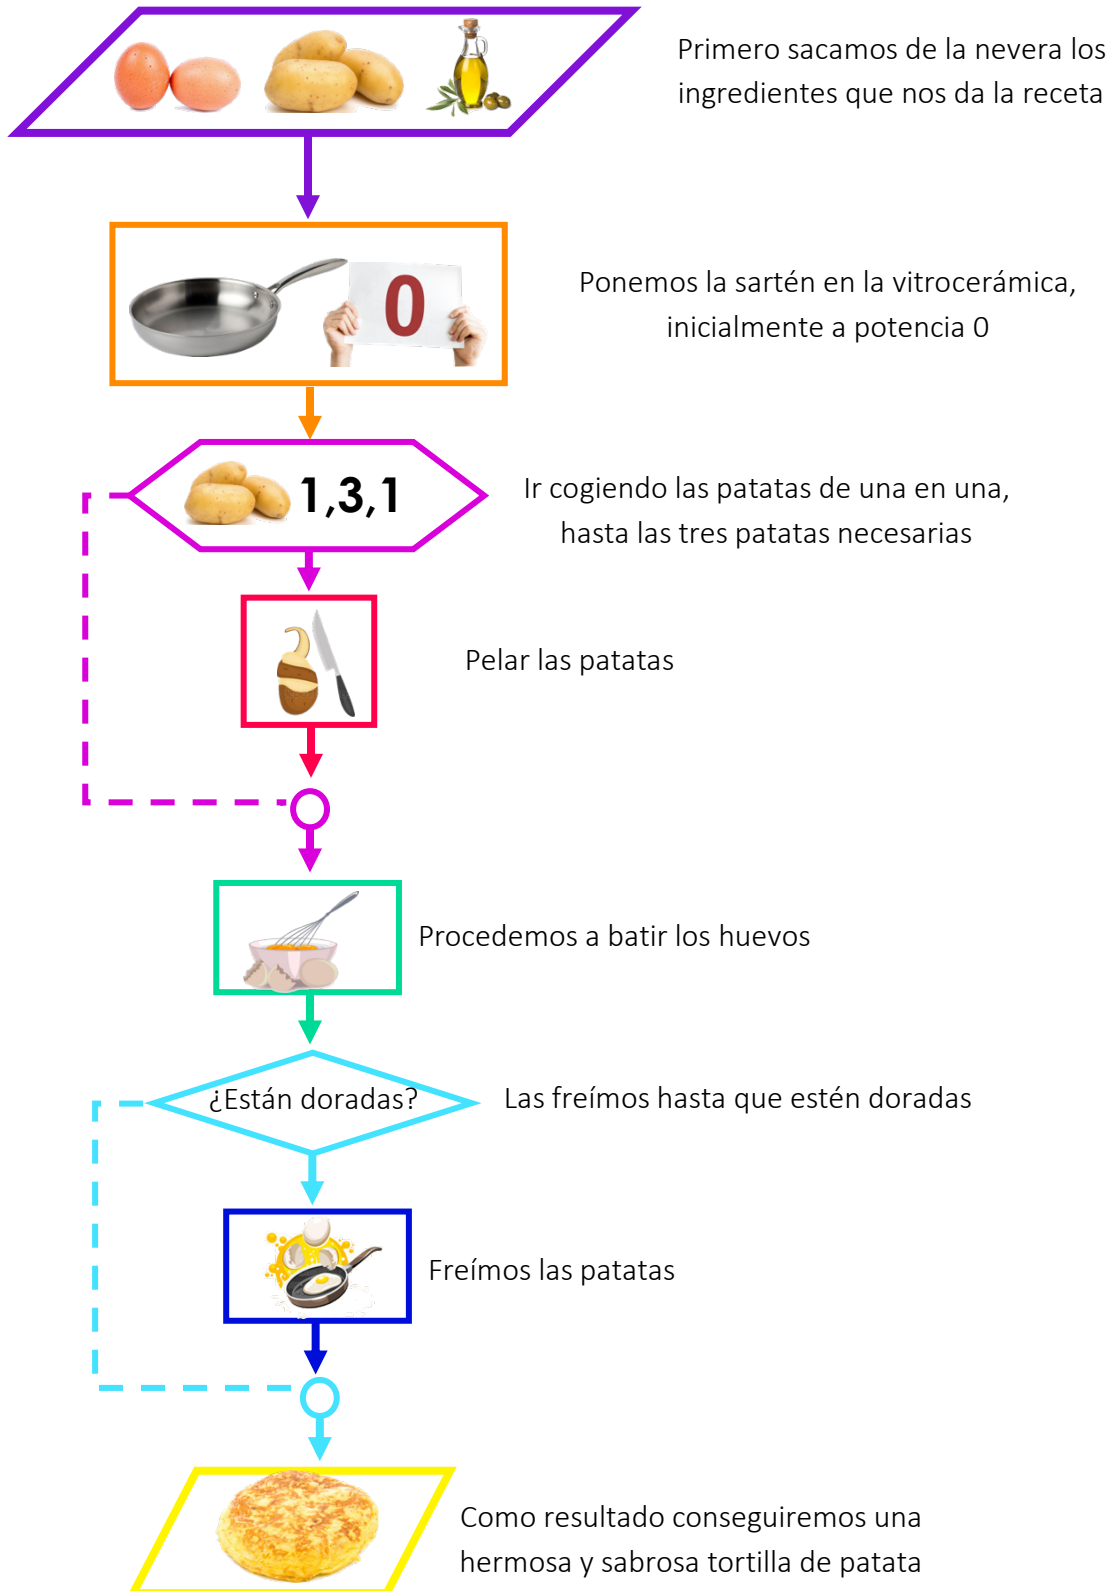 Primero sacamos de la nevera los
ingredientes que nos da la receta
0
Ponemos la sartén en la vitrocerámica,
inicialmente a potencia 0
1,3,1
Ir cogiendo las patatas de una en una,
hasta las tres patatas necesarias
Pelar las patatas
Procedemos a batir los huevos
¿Están doradas?
Las freímos hasta que estén doradas
Freímos las patatas
Como resultado conseguiremos una
hermosa y sabrosa tortilla de patata